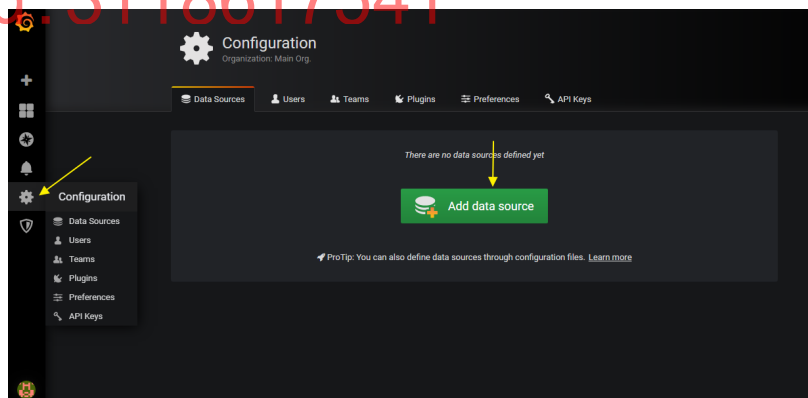 Configuration
Organization: Main Org.
Data Sources
Users
Teams
Plugins
Preferences
API Keys
There are no data sources defined yet
Add data source
ProTip: You can also define data sources through configuration files. Learn more
Configuration
Data Sources
Users
Teams
Plugins
Preferences
API Keys